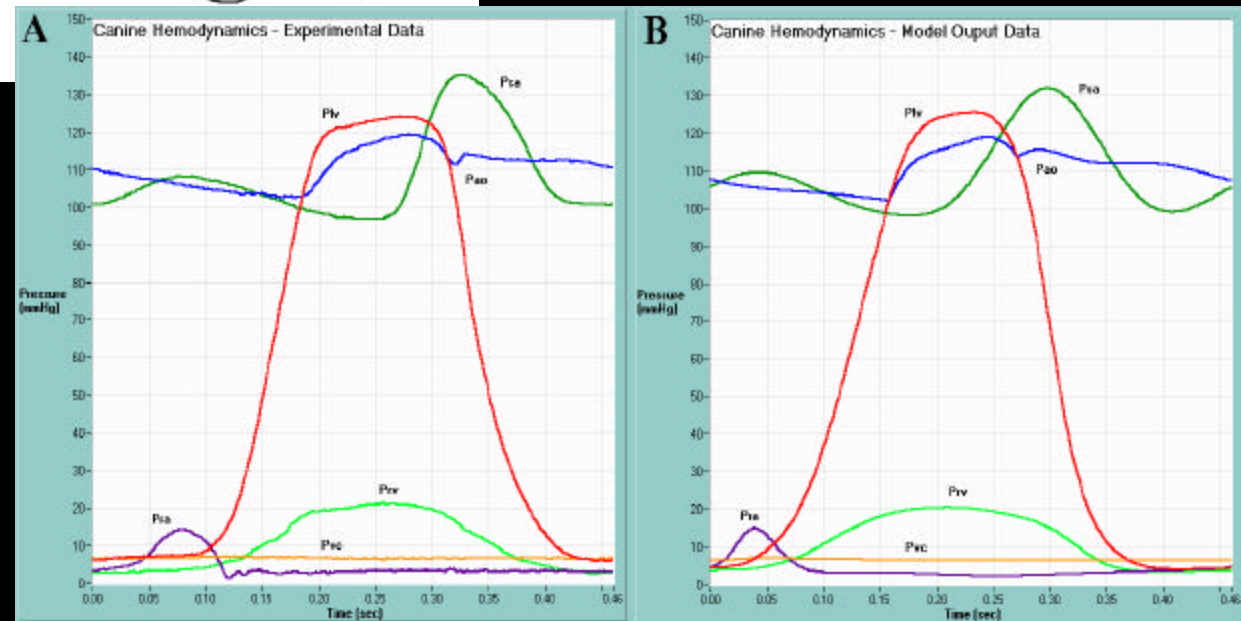 A
Canine Hemodynamics - Experimental Data
150
140
130
120
110
100
90
80
70
60
50
40
30
20
10
0
Pressure
(mmHg)
Psa
Plv
Pao
Prv
Pra
Pvc
0.00 0.05 0.10 0.15 0.20 0.25 0.30 0.35 0.40 0.46
Time (sec)
B
Canine Hemodynamics - Model Ouput Data
150
140
130
120
110
100
90
80
70
60
50
40
30
20
10
0
Pressure
(mmHg)
Psa
Plv
Pao
Prv
Pra
Pvc
0.00 0.05 0.10 0.15 0.20 0.25 0.30 0.35 0.40 0.46
Time (sec)